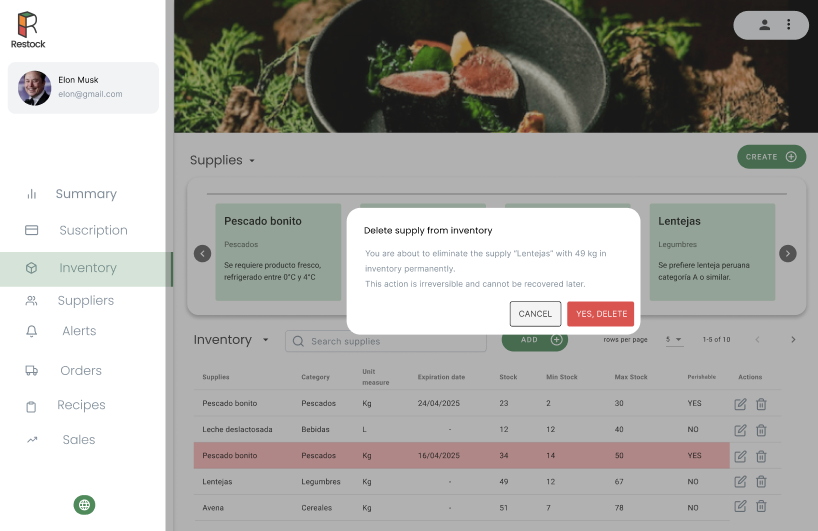 Restock
Elon Musk
elon@gmail.com
Summary
Suscription
Inventory
Suppliers
Alerts
Orders
Recipes
Sales
Supplies
CREATE
Pescado bonito
Pescados
Se requiere producto fresco,
refrigerado entre 0°C y 4°C
Lentejas
Legumbres
Se prefiere lenteja peruana
categoría A o similar.
Delete supply from inventory
You are about to eliminate the supply "Lentejas" with 49 kg in
inventory permanently.
This action is irreversible and cannot be recovered later.
CANCEL
YES, DELETE
Inventory
Search supplies
ADD
rows per page
5
1-5 of 10
Supplies Category Unit measure Expiration date Stock Min Stock Max Stock Perishable Actions
Pescado bonito Pescados Kg 24/04/2025 23 2 30 YES
Leche deslactosada Bebidas L - 12 12 40 NO
Pescado bonito Pescados Kg 16/04/2025 34 14 50 YES
Lentejas Legumbres Kg - 49 12 67 NO
Avena Cereales Kg - 51 7 78 NO